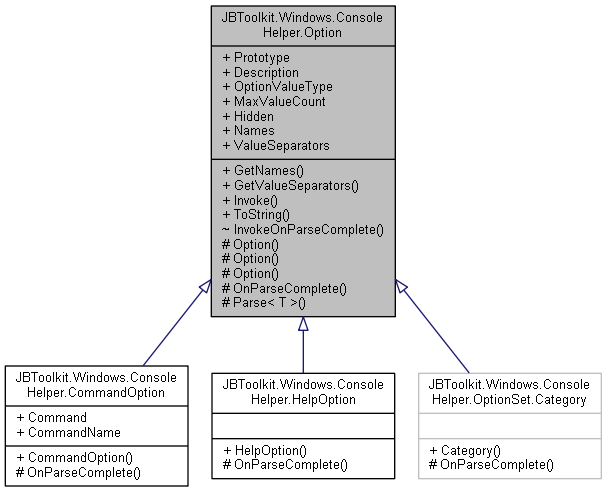 JBToolkit.Windows.Console
Helper.Option
+ Prototype
+ Description
+ OptionValueType
+ MaxValueCount
+ Hidden
+ Names
+ ValueSeparators
+ GetNames()
+ GetValueSeparators()
+ Invoke()
+ ToString()
~ InvokeOnParseComplete()
# Option()
# Option()
# Option()
# OnParseComplete()
# Parse< T >()
JBToolkit.Windows.Console
Helper.CommandOption
+ Command
+ CommandName
+ CommandOption()
# OnParseComplete()
JBToolkit.Windows.Console
Helper.HelpOption
+ HelpOption()
# OnParseComplete()
JBToolkit.Windows.Console
Helper.OptionSet.Category
+ Category()
# OnParseComplete()